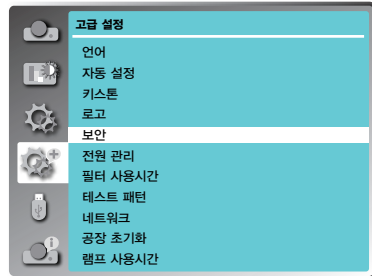 고급 설정
언어
자동 설정
키스톤
로고
보안
전원 관리
필터 사용시간
테스트 패턴
네트워크
공장 초기화
램프 사용시간